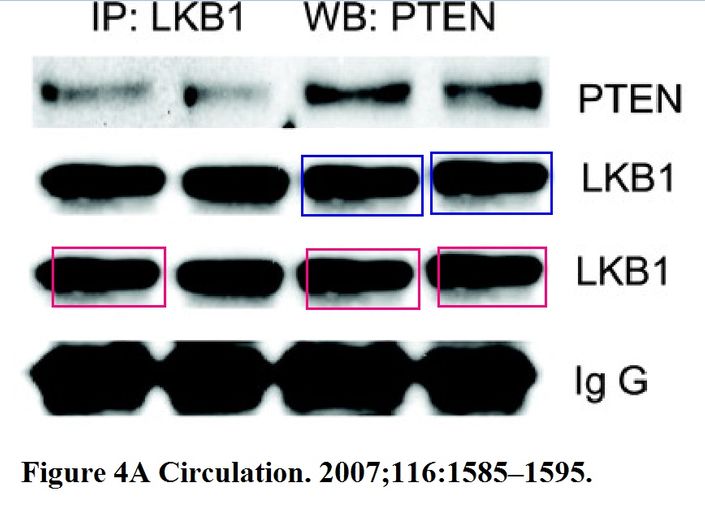 IP: LKB1 WB: PTEN
PTEN
LKB1
LKB1
Ig G
Figure 4A Circulation. 2007;116:1585–1595.